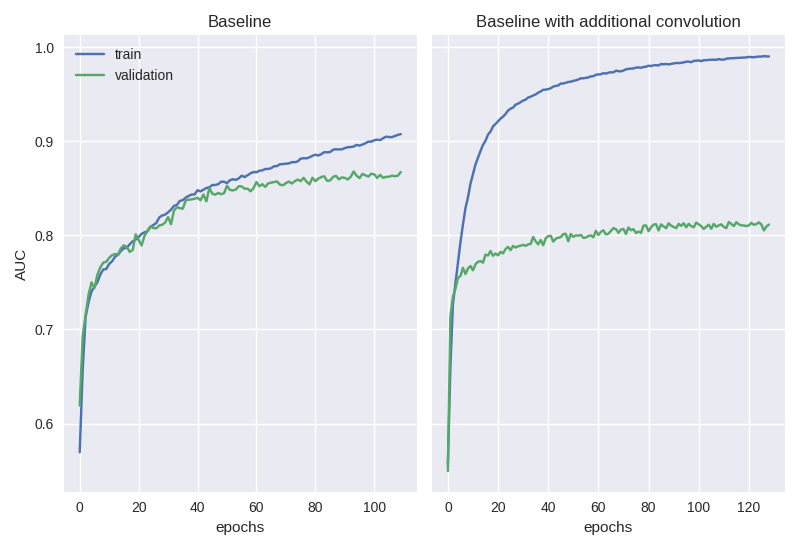 Baseline
Baseline with additional convolution
train
validation
AUC
1.0
0.9
0.8
0.7
0.6
0 20 40 60 80 100
0 20 40 60 80 100 120
epochs
epochs